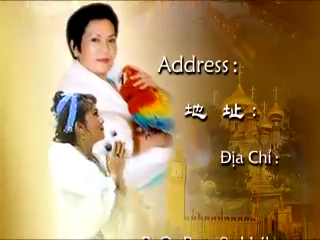 Address :
地 址 :
Địa Chỉ :